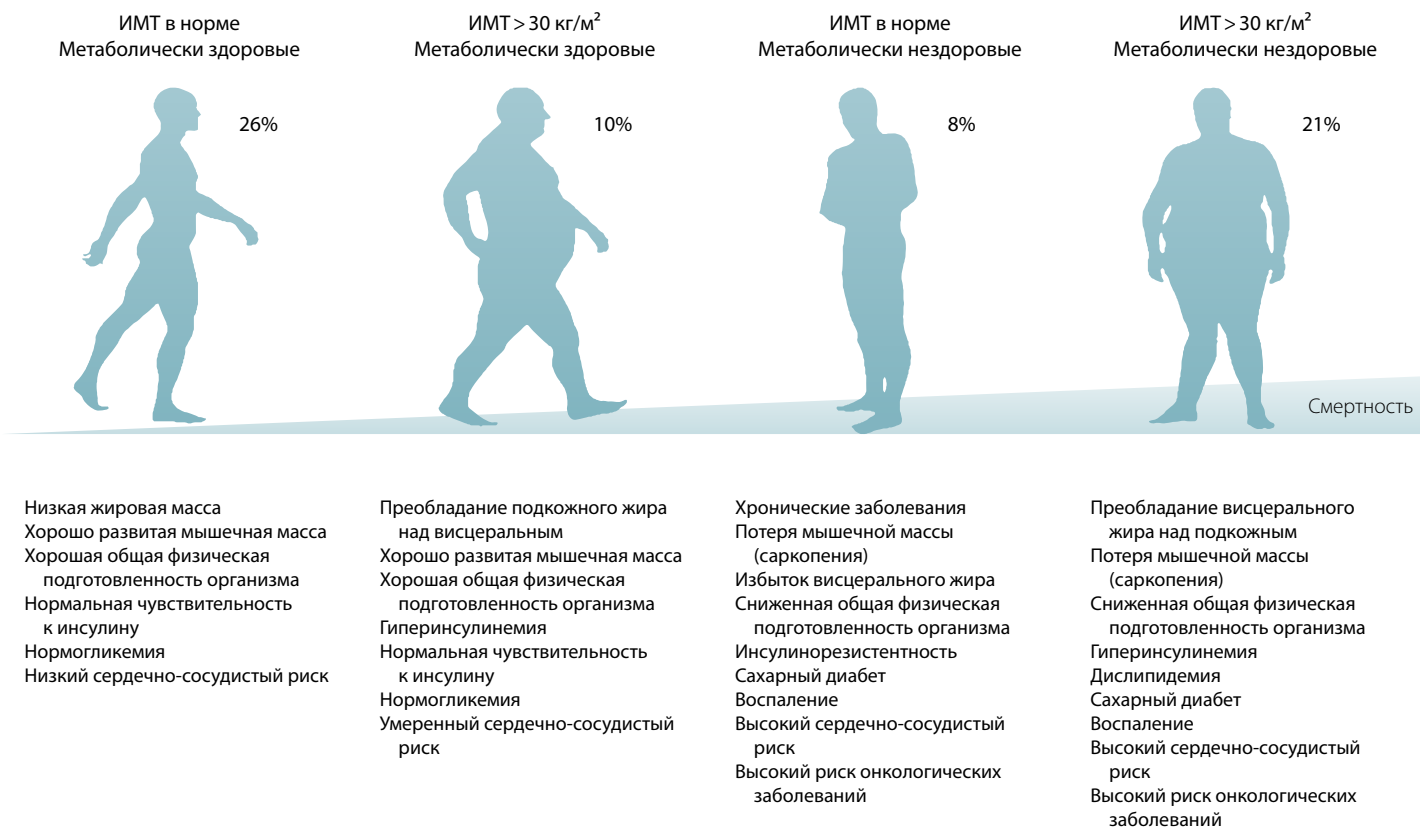 ИМТ в норме
Метаболически здоровые
26%
ИМТ > 30 кг/м²
Метаболически здоровые
10%
ИМТ в норме
Метаболически нездоровые
8%
ИМТ > 30 кг/м²
Метаболически нездоровые
21%
Смертность
Низкая жировая масса
Хорошо развитая мышечная масса
Хорошая общая физическая
подготовленность организма
Нормальная чувствительность
к инсулину
Нормогликемия
Низкий сердечно-сосудистый риск
Преобладание подкожного жира
над висцеральным
Хорошо развитая мышечная масса
Хорошая общая физическая
подготовленность организма
Гиперинсулинемия
Нормальная чувствительность
к инсулину
Нормогликемия
Умеренный сердечно-сосудистый
риск
Хронические заболевания
Потеря мышечной массы
(саркопения)
Избыток висцерального жира
Сниженная общая физическая
подготовленность организма
Инсулинорезистентность
Сахарный диабет
Воспаление
Высокий сердечно-сосудистый
риск
Высокий риск онкологических
заболеваний
Преобладание висцерального
жира над подкожным
Потеря мышечной массы
(саркопения)
Сниженная общая физическая
подготовленность организма
Гиперинсулинемия
Дислипидемия
Сахарный диабет
Воспаление
Высокий сердечно-сосудистый
риск
Высокий риск онкологических
заболеваний